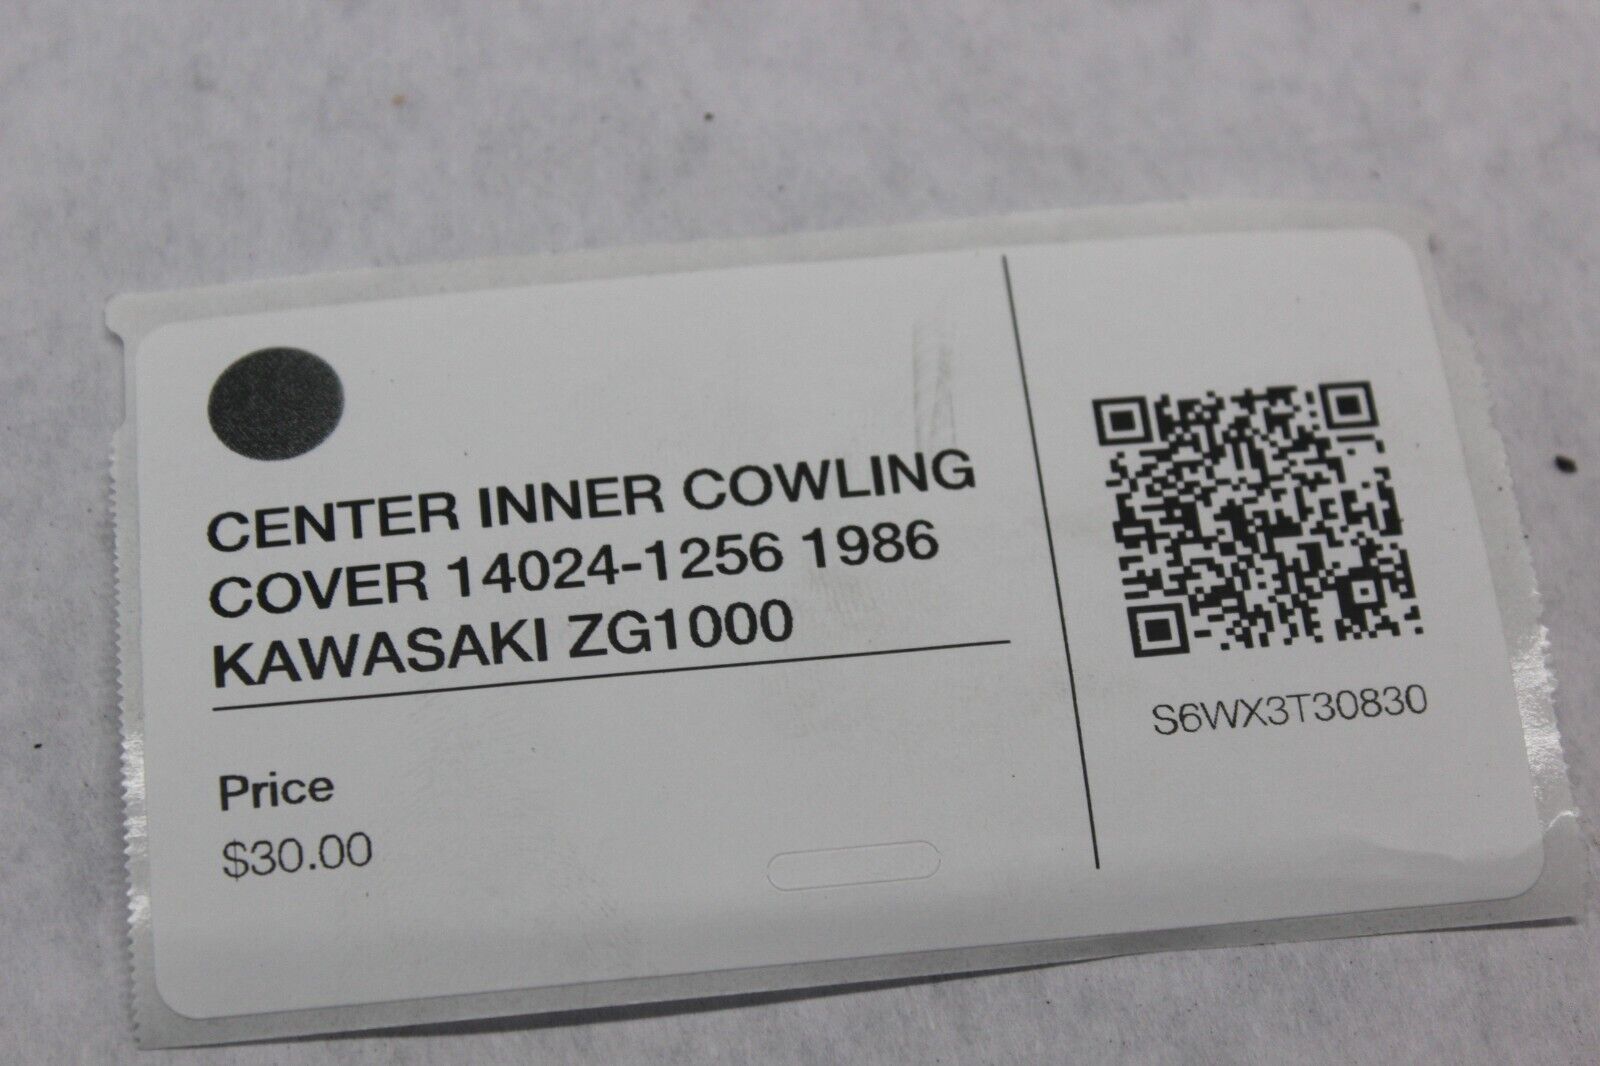 CENTER INNER COWLING
COVER 14024-1256 1986
KAWASAKI ZG1000
Price
$30.00
S6WX3T30830